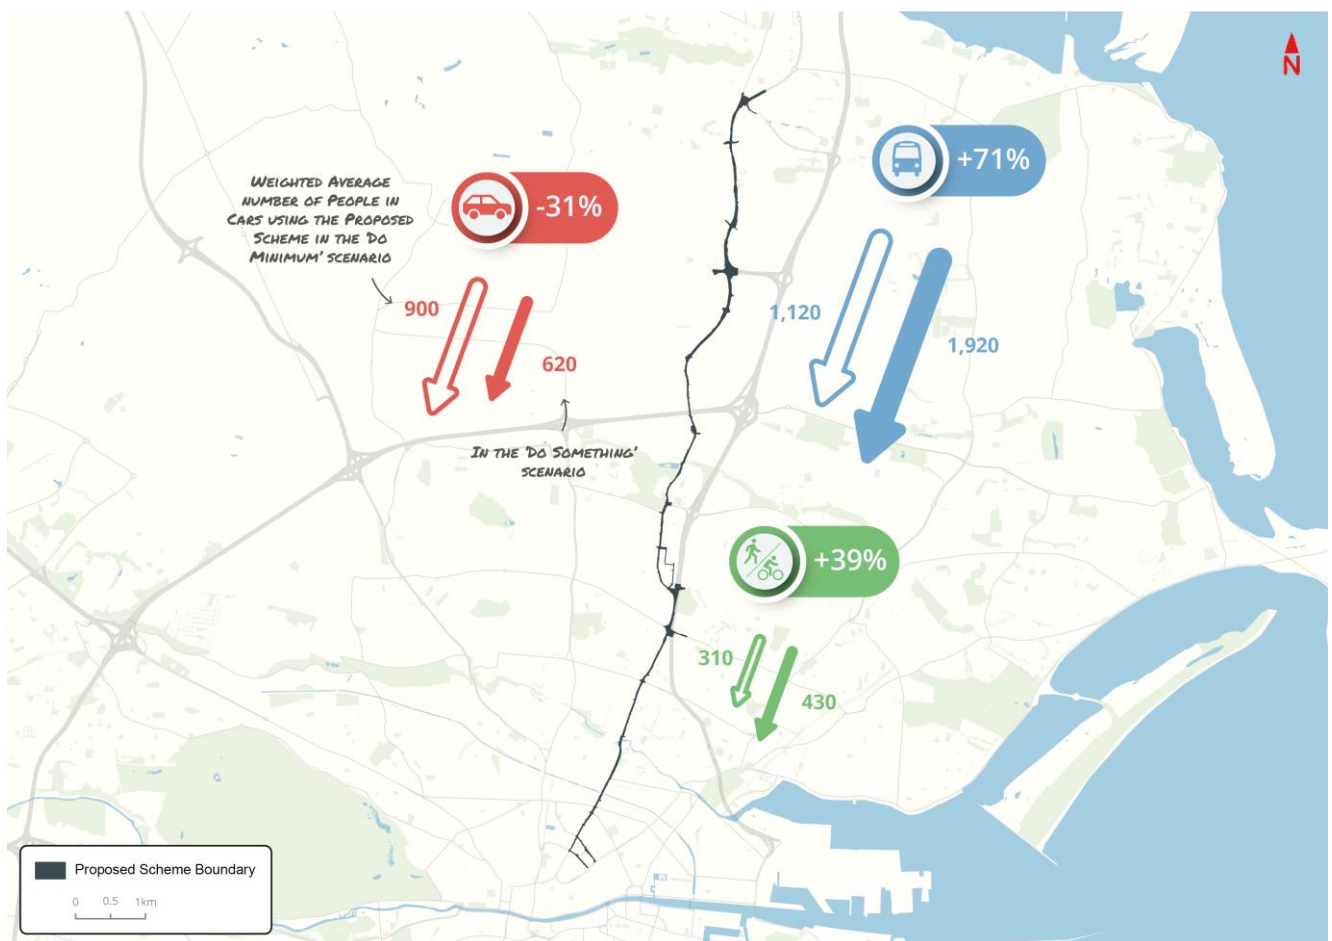 N
+71%
-31%
WEIGHTED AVERAGE
NUMBER OF PEOPLE IN
CARS USING THE PROPOSED
SCHEME IN THE 'DO
MINIMUM' SCENARIO
900
620
1,120
1,920
IN THE 'DO SOMETHING'
SCENARIO
+39%
310
430
Proposed Scheme Boundary
0 0.5 1km